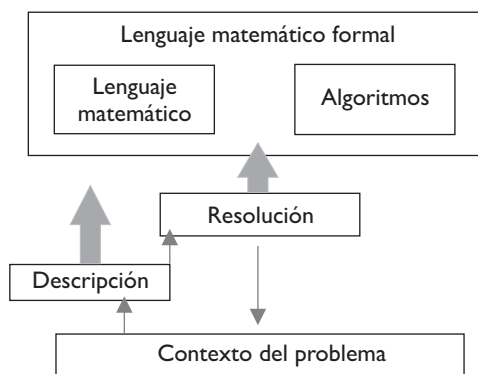 Lenguaje matemático formal
Lenguaje
matemático
Algoritmos
Resolución
Descripción
Contexto del problema